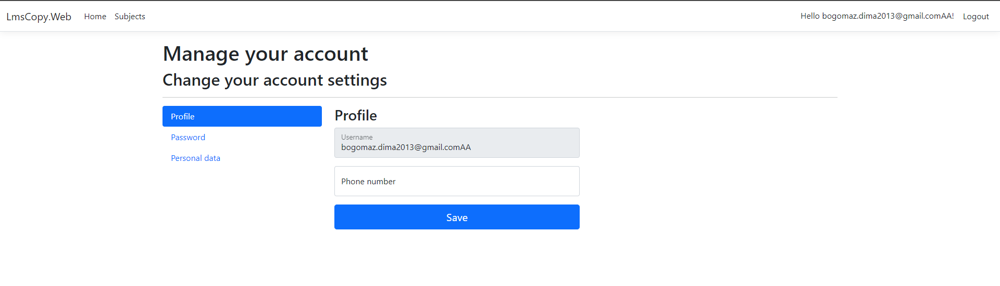 LmsCopy.Web Home Subjects Hello bogomaz.dima2013@gmail.comAA! Logout
Manage your account
Change your account settings
Profile
Password
Personal data
Profile
Username
bogomaz.dima2013@gmail.comAA
Phone number
Save